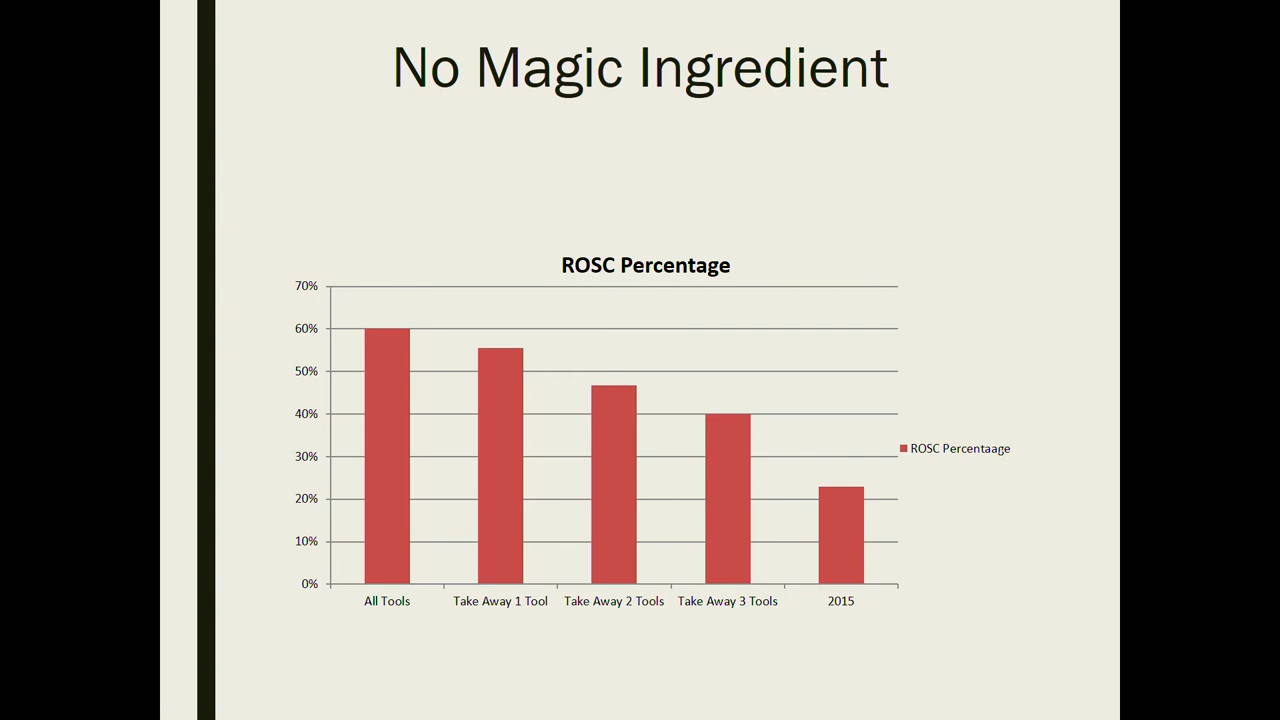 No Magic Ingredient
ROSC Percentage
70%
60%
50%
40%
30%
20%
10%
0%
All Tools
Take Away 1 Tool
Take Away 2 Tools
Take Away 3 Tools
2015
ROSC Percentaage